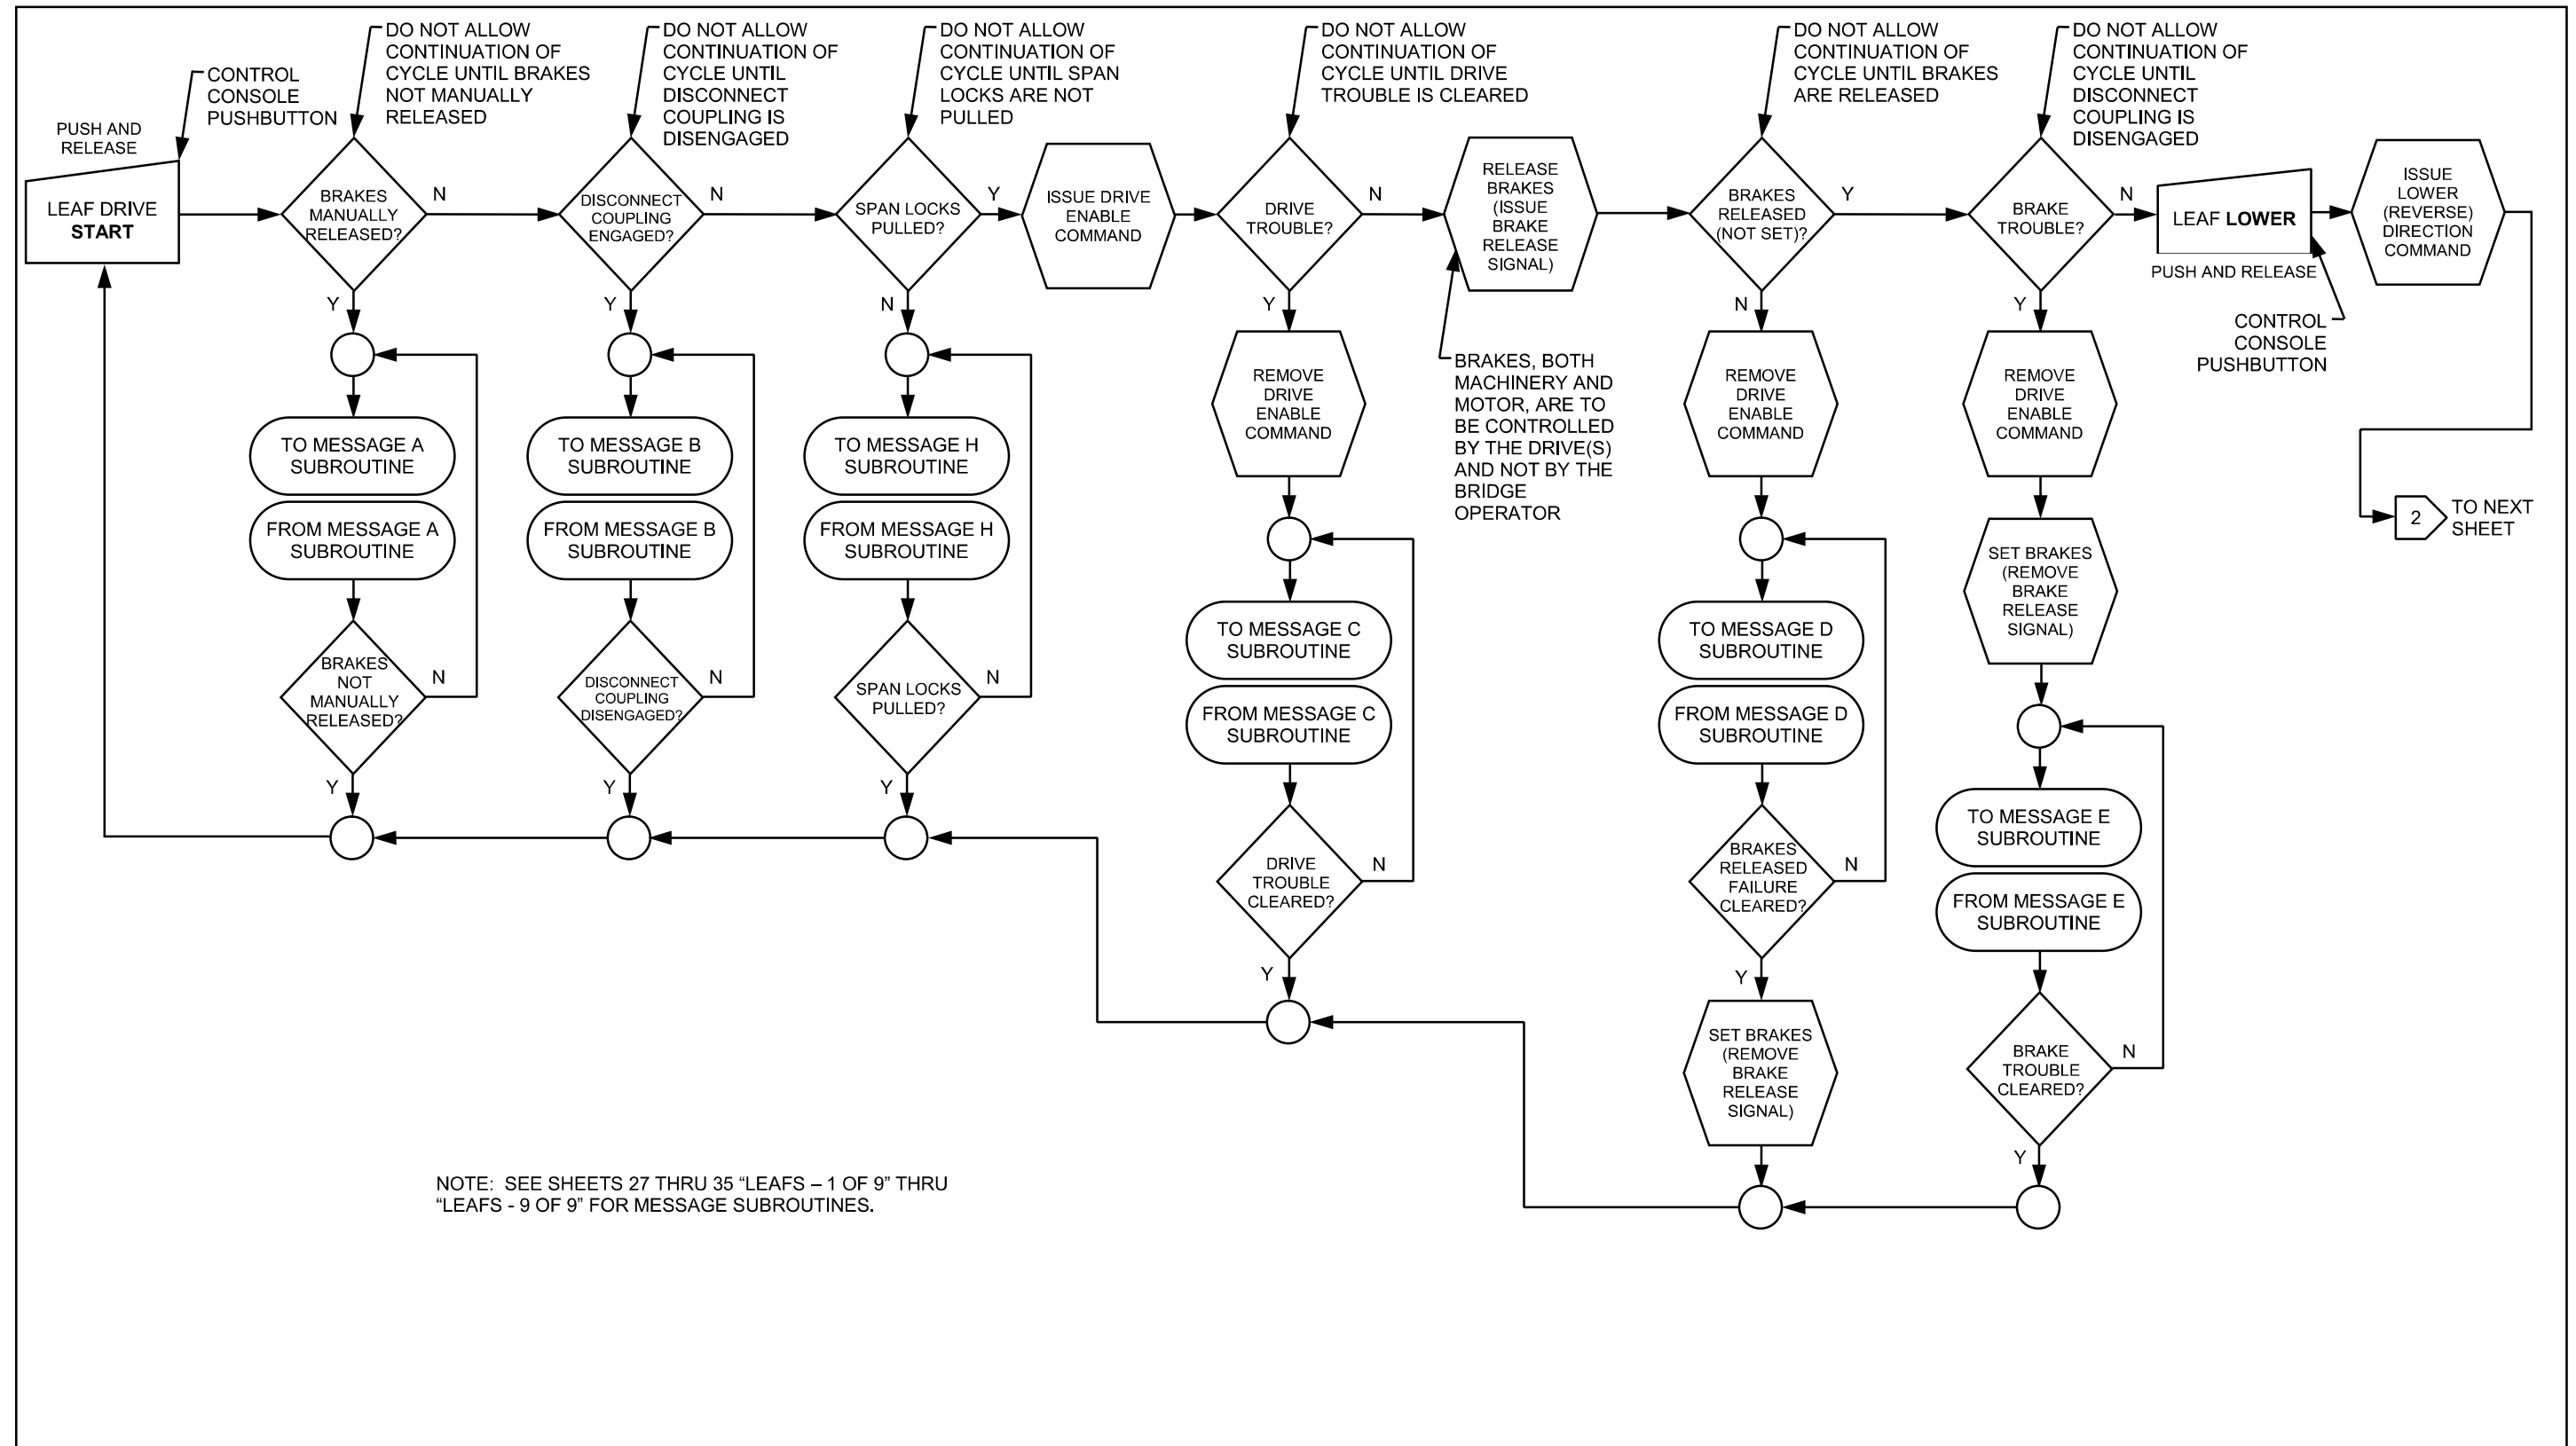 DO NOT ALLOW
CONTINUATION OF
CYCLE UNTIL BRAKES
NOT MANUALLY
RELEASED
DO NOT ALLOW
CONTINUATION OF
CYCLE UNTIL
DISCONNECT
COUPLING IS
DISENGAGED
DO NOT ALLOW
CONTINUATION OF
CYCLE UNTIL SPAN
LOCKS ARE NOT
PULLED
DO NOT ALLOW
CONTINUATION OF
CYCLE UNTIL DRIVE
TROUBLE IS CLEARED
DO NOT ALLOW
CONTINUATION OF
CYCLE UNTIL BRAKES
ARE RELEASED
DO NOT ALLOW
CONTINUATION OF
CYCLE UNTIL
DISCONNECT
COUPLING IS
DISENGAGED
CONTROL
CONSOLE
PUSHBUTTON
PUSH AND
RELEASE
LEAF DRIVE
START
BRAKES
MANUALLY
RELEASED?
N
Y
DISCONNECT
COUPLING
ENGAGED?
N
Y
SPAN LOCKS
PULLED?
Y
N
ISSUE DRIVE
ENABLE
COMMAND
DRIVE
TROUBLE?
N
Y
RELEASE
BRAKES
(ISSUE
BRAKE
RELEASE
SIGNAL)
BRAKES
RELEASED
(NOT SET)?
Y
N
BRAKE
TROUBLE?
N
Y
LEAF LOWER
PUSH AND RELEASE
ISSUE
LOWER
(REVERSE)
DIRECTION
COMMAND
CONTROL
CONSOLE
PUSHBUTTON
2
TO NEXT
SHEET
TO MESSAGE A
SUBROUTINE
FROM MESSAGE A
SUBROUTINE
BRAKES
NOT
MANUALLY
RELEASED?
N
Y
TO MESSAGE B
SUBROUTINE
FROM MESSAGE B
SUBROUTINE
DISCONNECT
COUPLING
DISENGAGED?
N
Y
TO MESSAGE H
SUBROUTINE
FROM MESSAGE H
SUBROUTINE
SPAN LOCKS
PULLED?
N
Y
REMOVE
DRIVE
ENABLE
COMMAND
TO MESSAGE C
SUBROUTINE
FROM MESSAGE C
SUBROUTINE
DRIVE
TROUBLE
CLEARED?
N
Y
BRAKES, BOTH
MACHINERY AND
MOTOR, ARE TO
BE CONTROLLED
BY THE DRIVE(S)
AND NOT BY THE
BRIDGE
OPERATOR
REMOVE
DRIVE
ENABLE
COMMAND
TO MESSAGE D
SUBROUTINE
FROM MESSAGE D
SUBROUTINE
BRAKES
RELEASED
FAILURE
CLEARED?
N
Y
SET BRAKES
(REMOVE
BRAKE
RELEASE
SIGNAL)
REMOVE
DRIVE
ENABLE
COMMAND
SET BRAKES
(REMOVE
BRAKE
RELEASE
SIGNAL)
TO MESSAGE E
SUBROUTINE
FROM MESSAGE E
SUBROUTINE
BRAKE
TROUBLE
CLEARED?
N
Y
NOTE:  SEE SHEETS 27 THRU 35 “LEAFS – 1 OF 9” THRU
“LEAFS - 9 OF 9” FOR MESSAGE SUBROUTINES.